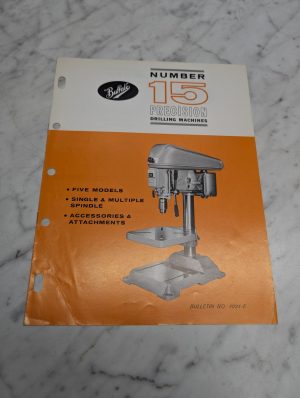 Buffalo
NUMBER
15
PRECISION
DRILLING MACHINES
• FIVE MODELS
• SINGLE & MULTIPLE
SPINDLE
• ACCESSORIES &
ATTACHMENTS
BULLETIN NO.